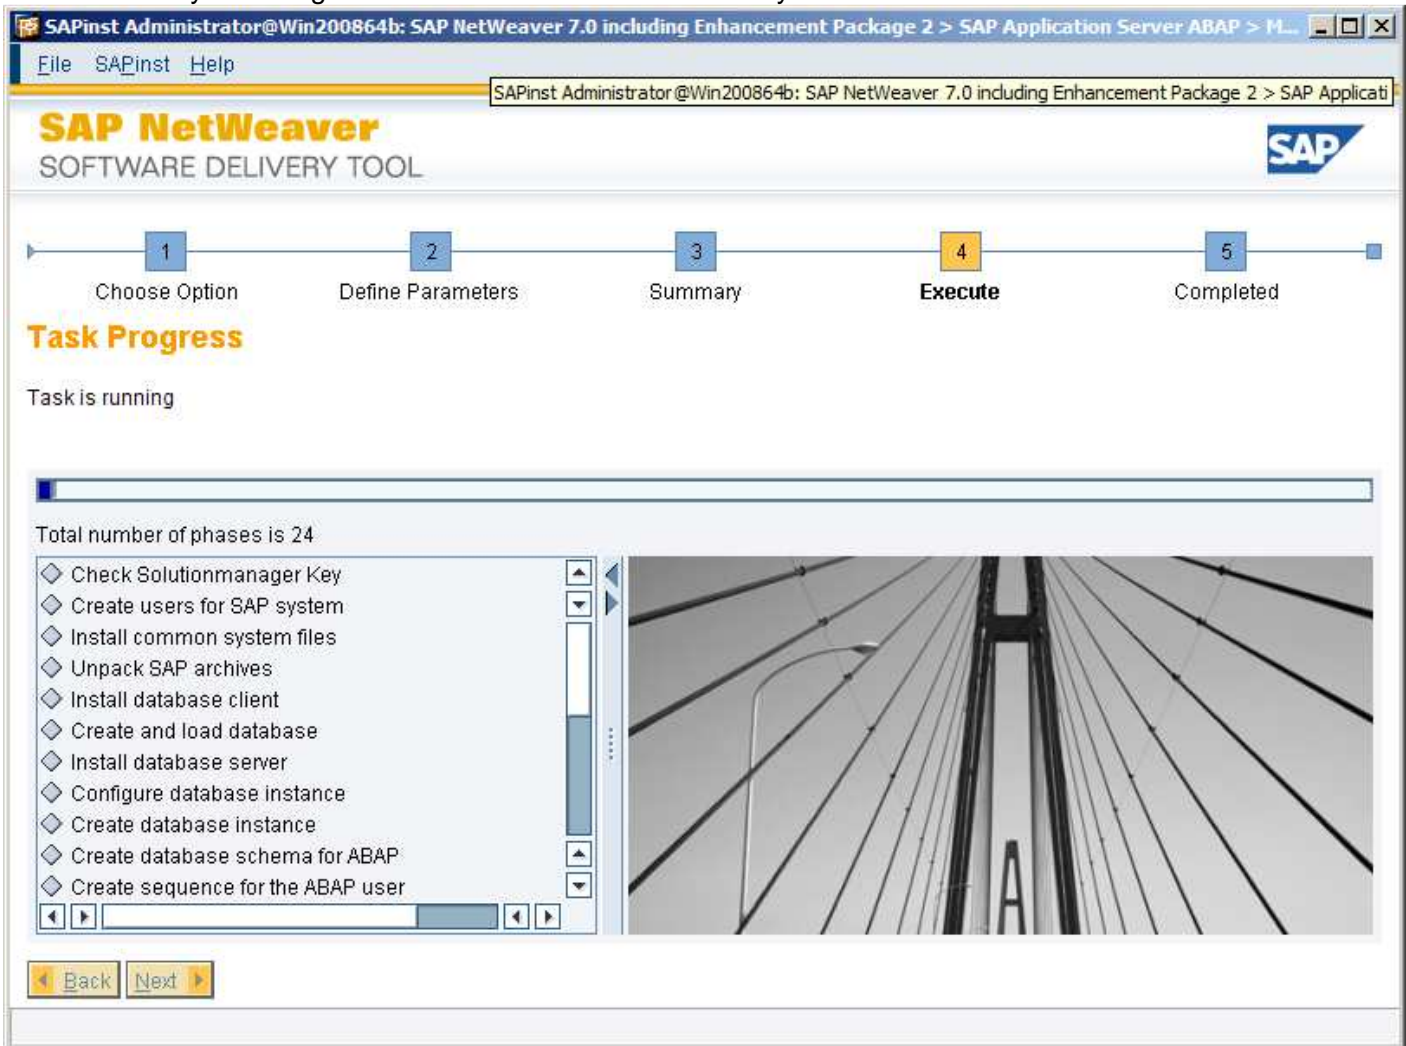 SAPinst Administrator@Win200864b: SAP NetWeaver 7.0 including Enhancement Package 2 > SAP Application Server ABAP > M...
File SAPinst Help
SAPinst Administrator@Win200864b: SAP NetWeaver 7.0 including Enhancement Package 2 > SAP Applicati
SAP NetWeaver
SOFTWARE DELIVERY TOOL
SAP
1 2 3 4 5
Choose Option Define Parameters Summary Execute Completed
Task Progress
Task is running
Total number of phases is 24
Check Solutionmanager Key
Create users for SAP system
Install common system files
Unpack SAP archives
Install database client
Create and load database
Install database server
Configure database instance
Create database instance
Create database schema for ABAP
Create sequence for the ABAP user
Back Next